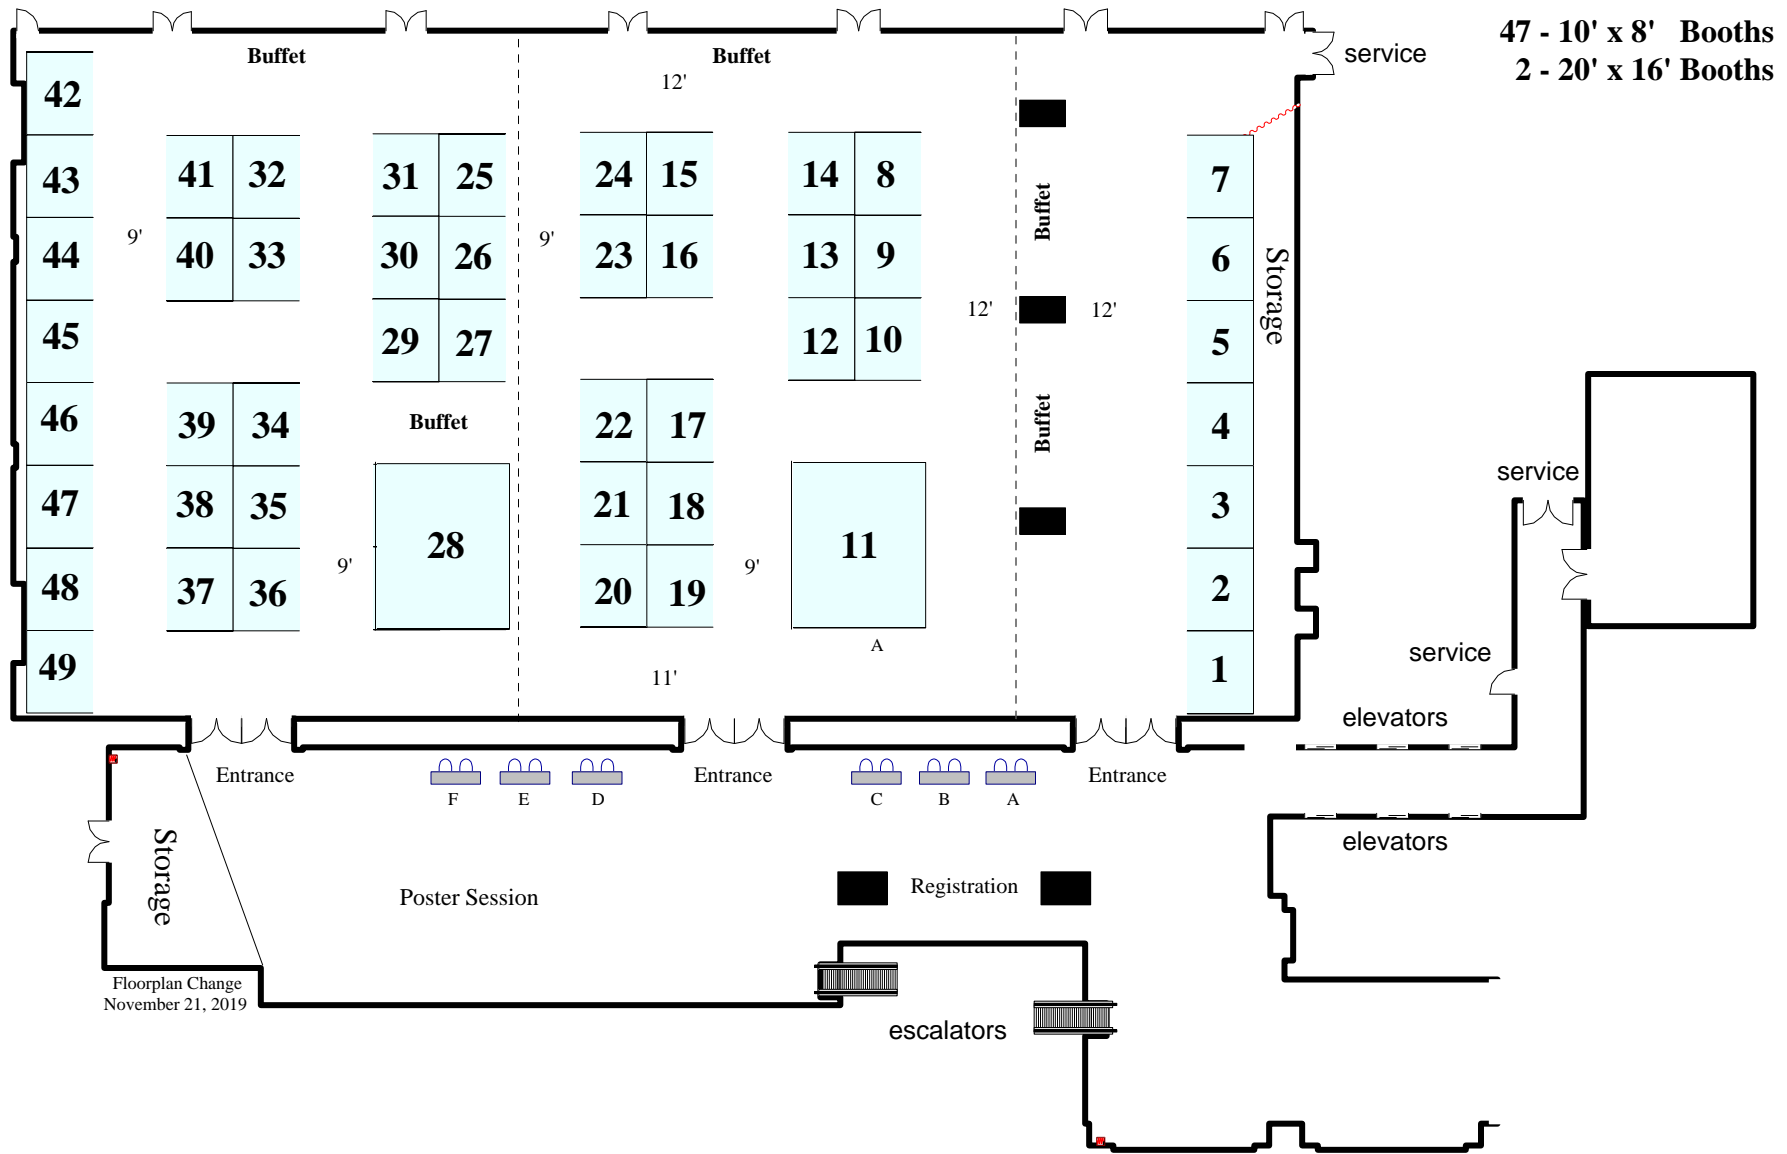 47 - 10' x 8' Booths
2 - 20' x 16' Booths
service
Buffet
Buffet
12'
42
43
44
45
46
47
48
49
41 32
40 33
39 34
38 35
37 36
9'
31 25
30 26
29 27
Buffet
28
9'
9'
24 15
23 16
22 17
21 18
20 19
9'
14 8
13 9
12 10
11
A
12'
12'
Buffet
Buffet
7
6
5
4
3
2
1
Storage
11'
service
service
elevators
elevators
Entrance
F
E
D
Entrance
C
B
A
Entrance
Storage
Poster Session
Registration
Floorplan Change
November 21, 2019
escalators